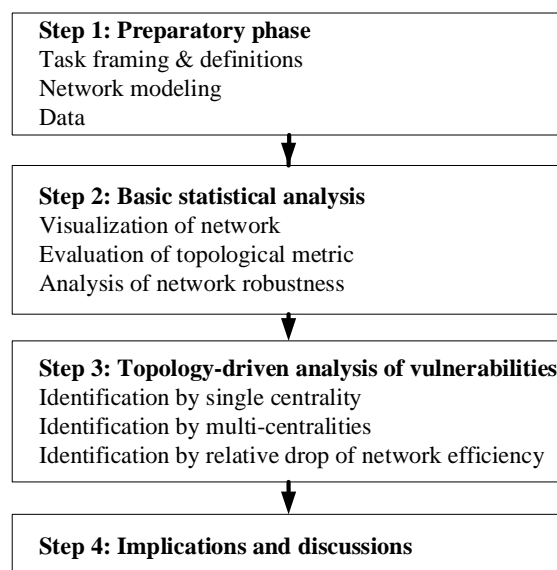 Step 1: Preparatory phase
Task framing & definitions
Network modeling
Data
Step 2: Basic statistical analysis
Visualization of network
Evaluation of topological metric
Analysis of network robustness
Step 3: Topology-driven analysis of vulnerabilities
Identification by single centrality
Identification by multi-centralities
Identification by relative drop of network efficiency
Step 4: Implications and discussions